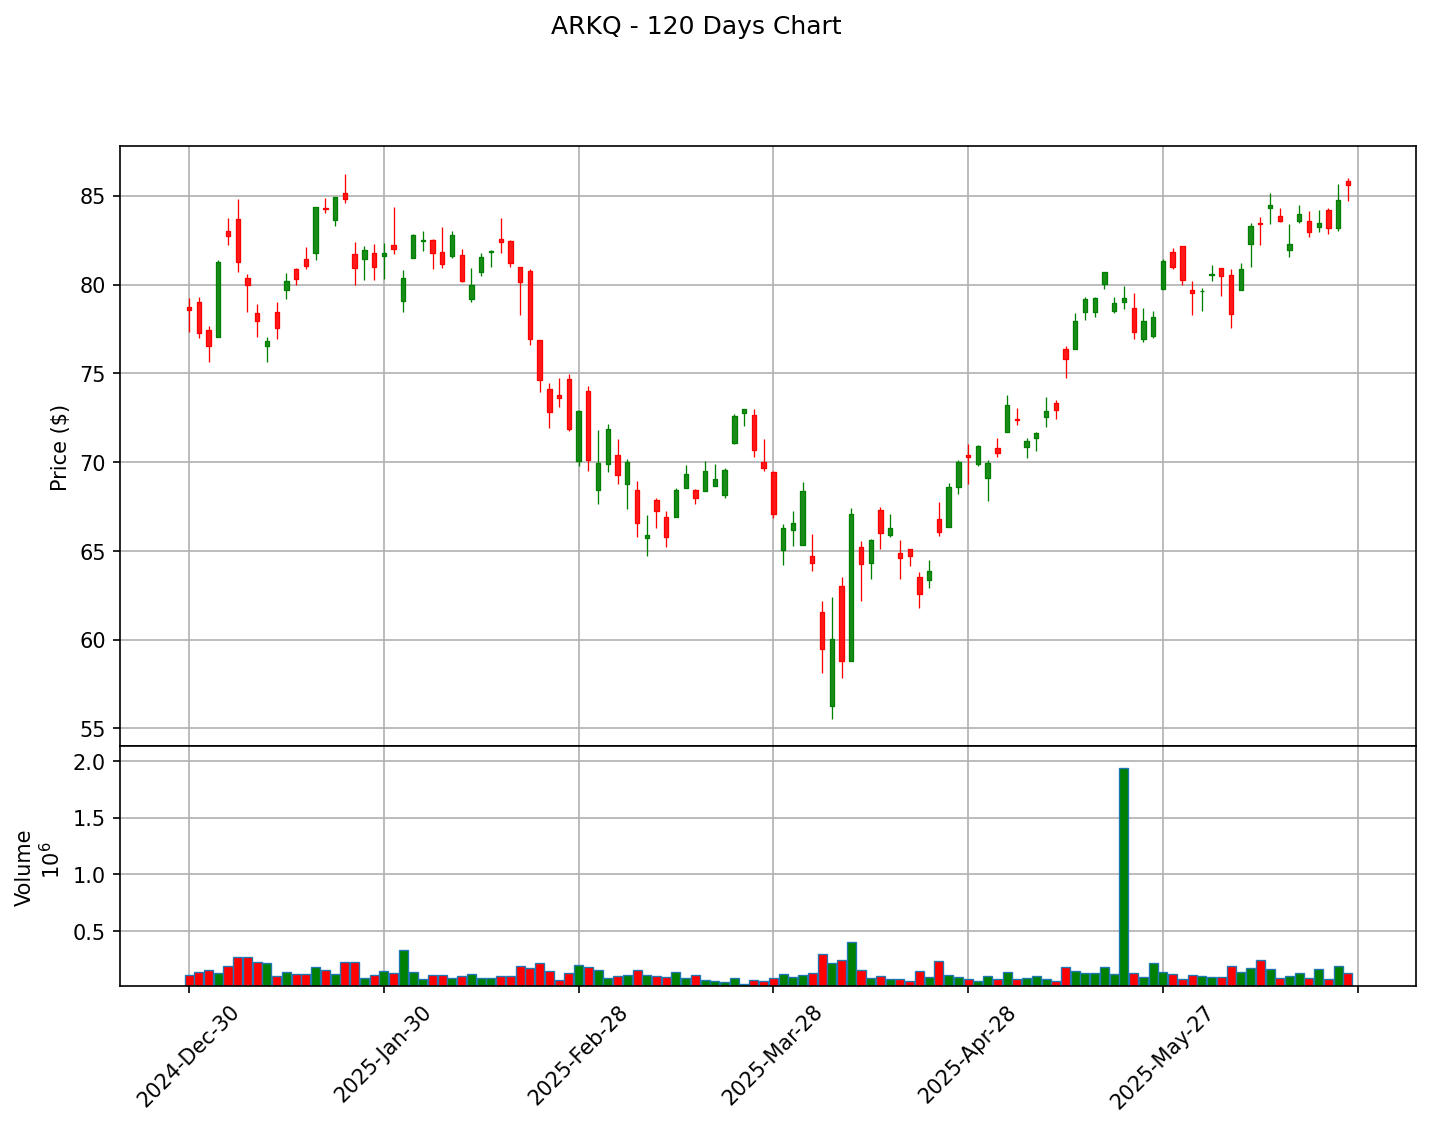 ARKQ - 120 Days Chart
85
80
75
70
65
60
55
Price ($)
2.0
1.5
1.0
0.5
Volume
10⁶
2024-Dec-30
2025-Jan-30
2025-Feb-28
2025-Mar-28
2025-Apr-28
2025-May-27